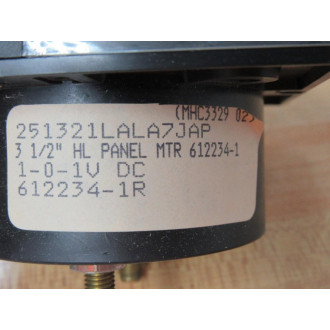 (MHC3329 02
251321LALA7JAP
3 1/2" HL PANEL MTR 612234-1
1-0-1V DC
612234-1R